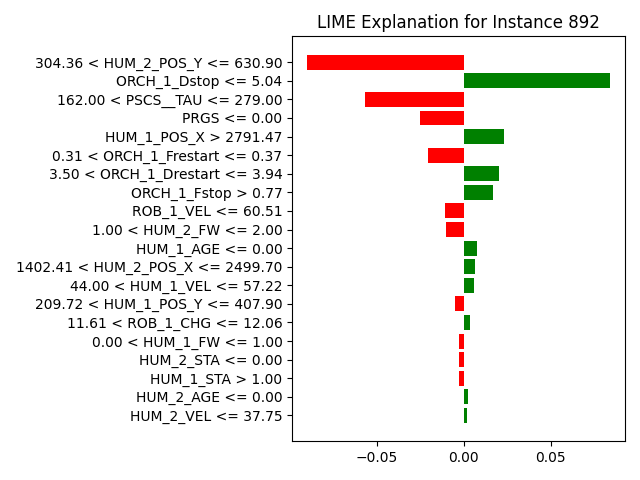 LIME Explanation for Instance 892
304.36 < HUM_2_POS_Y <= 630.90
ORCH_1_Dstop <= 5.04
162.00 < PSCS__TAU <= 279.00
PRGS <= 0.00
HUM_1_POS_X > 2791.47
0.31 < ORCH_1_Frestart <= 0.37
3.50 < ORCH_1_Drestart <= 3.94
ORCH_1_Fstop > 0.77
ROB_1_VEL <= 60.51
1.00 < HUM_2_FW <= 2.00
HUM_1_AGE <= 0.00
1402.41 < HUM_2_POS_X <= 2499.70
44.00 < HUM_1_VEL <= 57.22
209.72 < HUM_1_POS_Y <= 407.90
11.61 < ROB_1_CHG <= 12.06
0.00 < HUM_1_FW <= 1.00
HUM_2_STA <= 0.00
HUM_1_STA > 1.00
HUM_2_AGE <= 0.00
HUM_2_VEL <= 37.75
−0.05 0.00 0.05